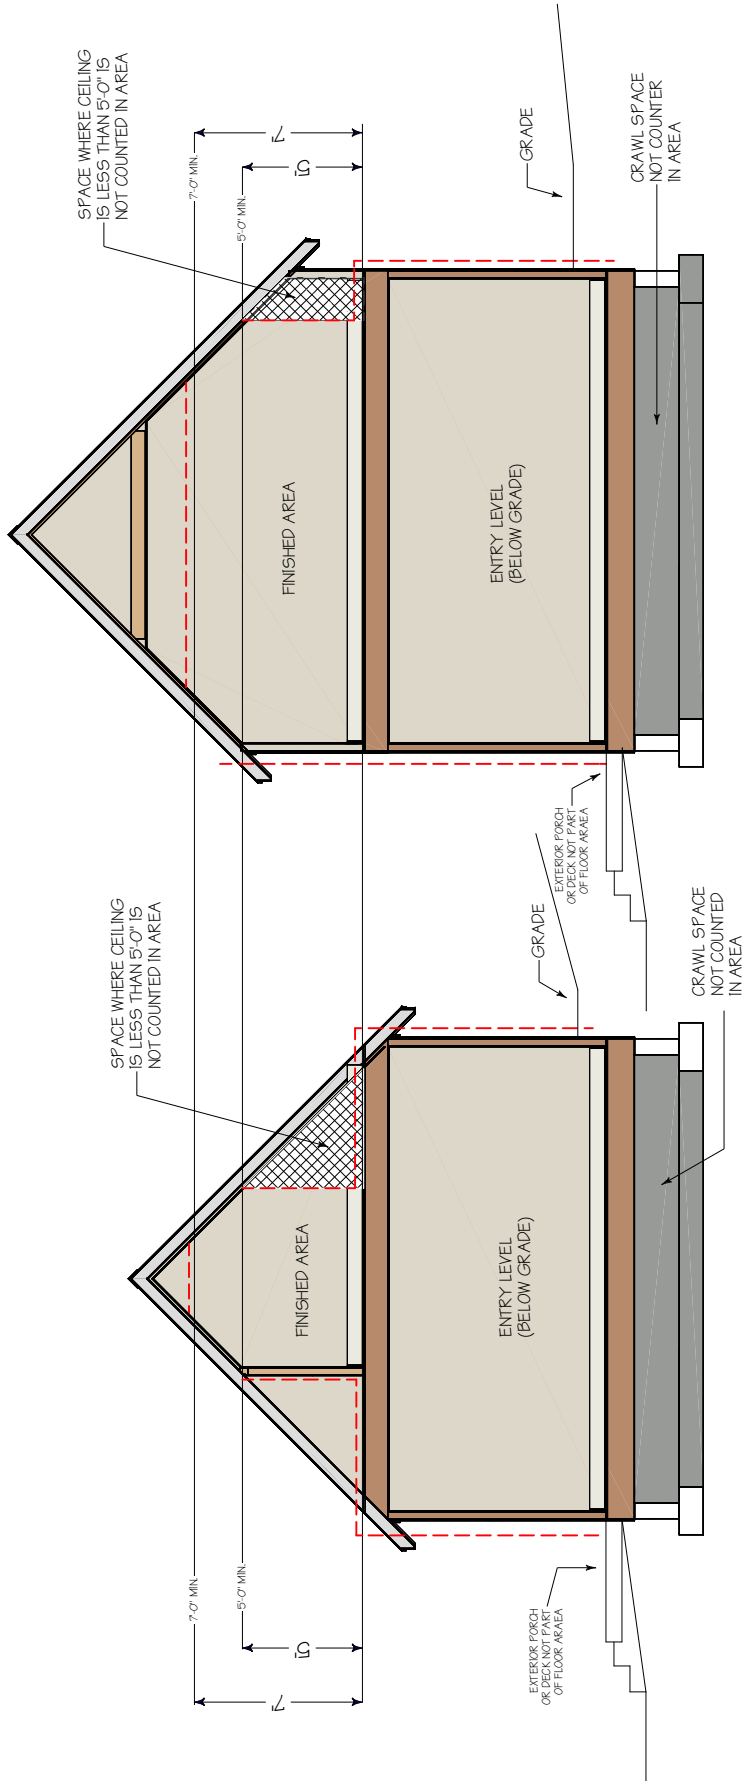 SPACE WHERE CEILING
IS LESS THAN 5'-0" IS
NOT COUNTED IN AREA
7'-0" MIN.
5'-0" MIN.
7'
5'
GRADE
CRAWL SPACE
NOT COUNTER
IN AREA
FINISHED AREA
ENTRY LEVEL
(BELOW GRADE)
EXTERIOR PORCH
OR DECK NOT PART
OF FLOOR ARAEA
SPACE WHERE CEILING
IS LESS THAN 5'-0" IS
NOT COUNTED IN AREA
GRADE
CRAWL SPACE
NOT COUNTED
IN AREA
FINISHED AREA
ENTRY LEVEL
(BELOW GRADE)
7'-0" MIN.
5'-0" MIN.
5'
7'
EXTERIOR PORCH
OR DECK NOT PART
OF FLOOR ARAEA